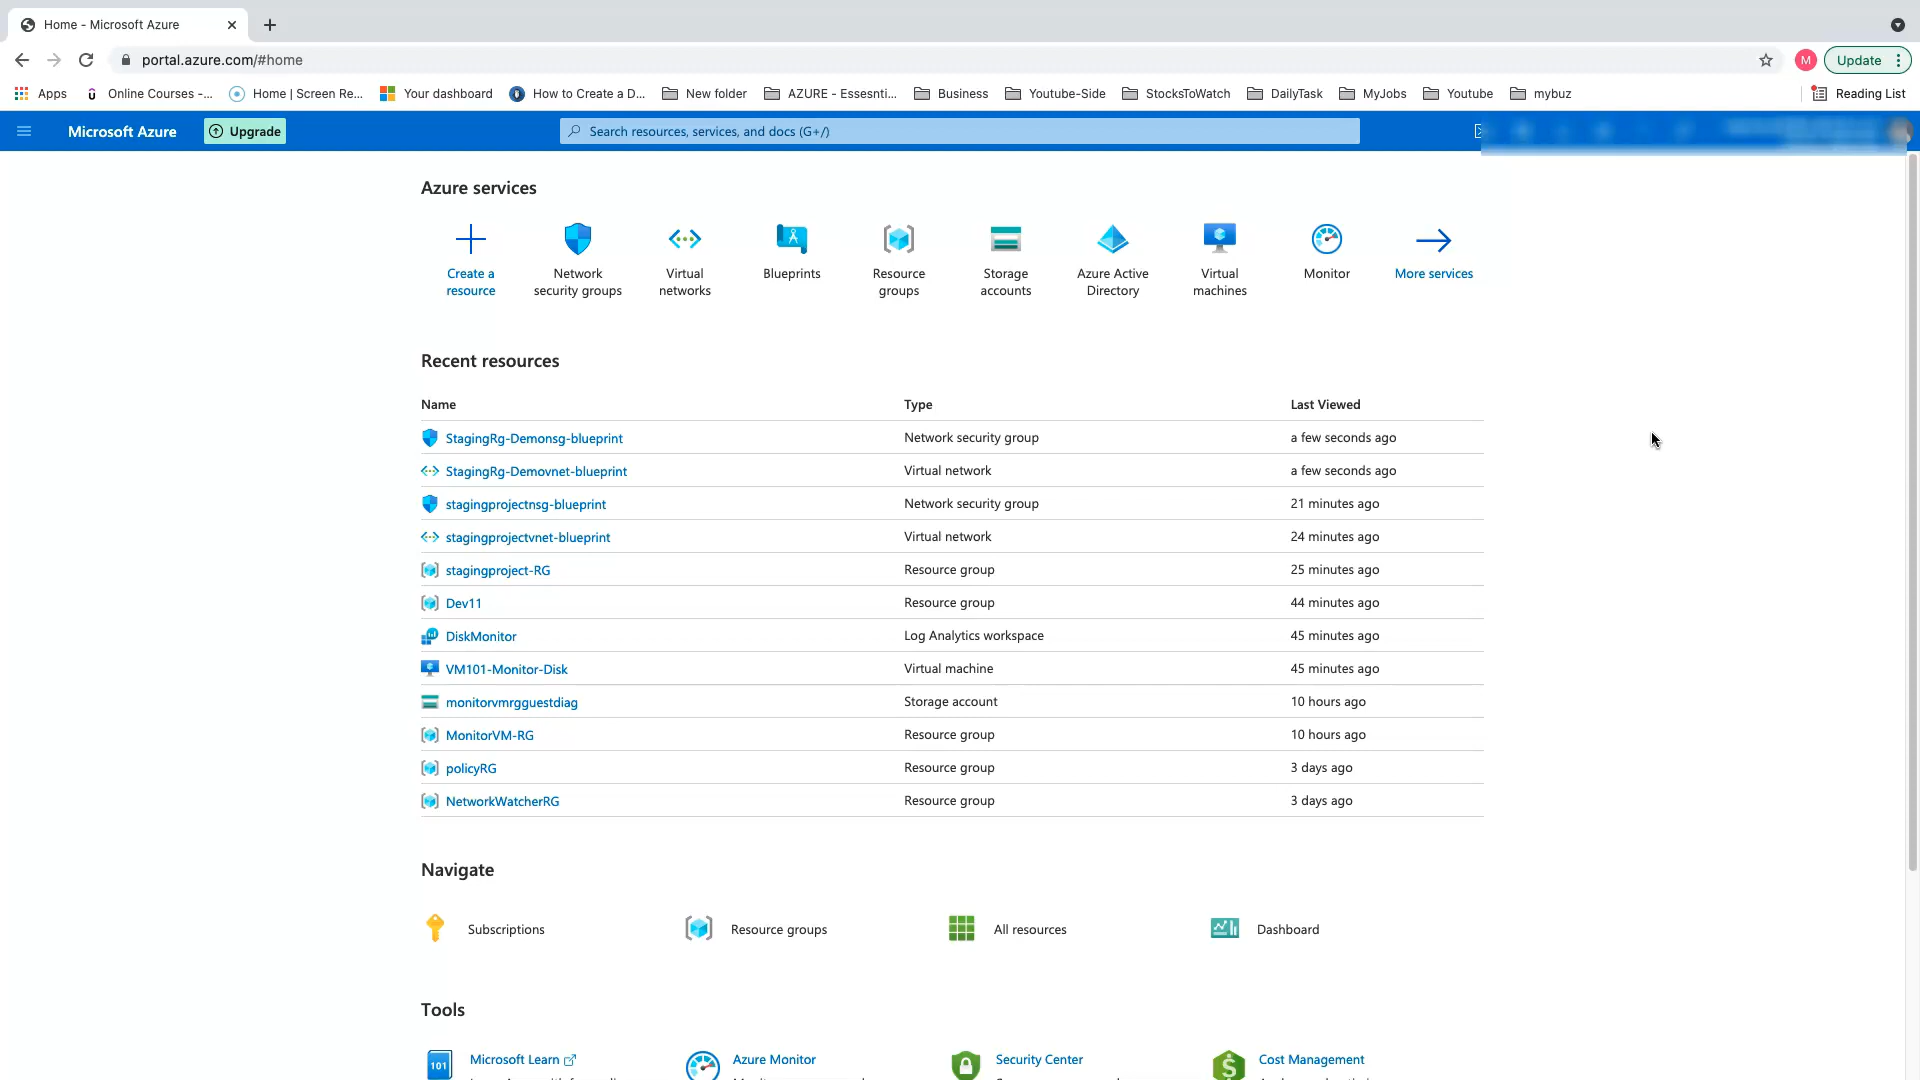 Home - Microsoft Azure
portal.azure.com/#home
M
Update
Apps
Online Courses -...
Home | Screen Re...
Your dashboard
How to Create a D...
New folder
AZURE - Essesnti...
Business
Youtube-Side
StocksToWatch
DailyTask
MyJobs
Youtube
mybuz
Reading List
Microsoft Azure
Upgrade
Search resources, services, and docs (G+/)
Azure services
Create a
resource
Network
security groups
Virtual
networks
Blueprints
Resource
groups
Storage
accounts
Azure Active
Directory
Virtual
machines
Monitor
More services
Recent resources
Name Type Last Viewed
StagingRg-Demonsg-blueprint Network security group a few seconds ago
StagingRg-Demovnet-blueprint Virtual network a few seconds ago
stagingprojectnsg-blueprint Network security group 21 minutes ago
stagingprojectvnet-blueprint Virtual network 24 minutes ago
stagingproject-RG Resource group 25 minutes ago
Dev11 Resource group 44 minutes ago
DiskMonitor Log Analytics workspace 45 minutes ago
VM101-Monitor-Disk Virtual machine 45 minutes ago
monitorvmrgguestdiag Storage account 10 hours ago
MonitorVM-RG Resource group 10 hours ago
policyRG Resource group 3 days ago
NetworkWatcherRG Resource group 3 days ago
Navigate
Subscriptions
Resource groups
All resources
Dashboard
Tools
101
Microsoft Learn
Azure Monitor
Security Center
Cost Management